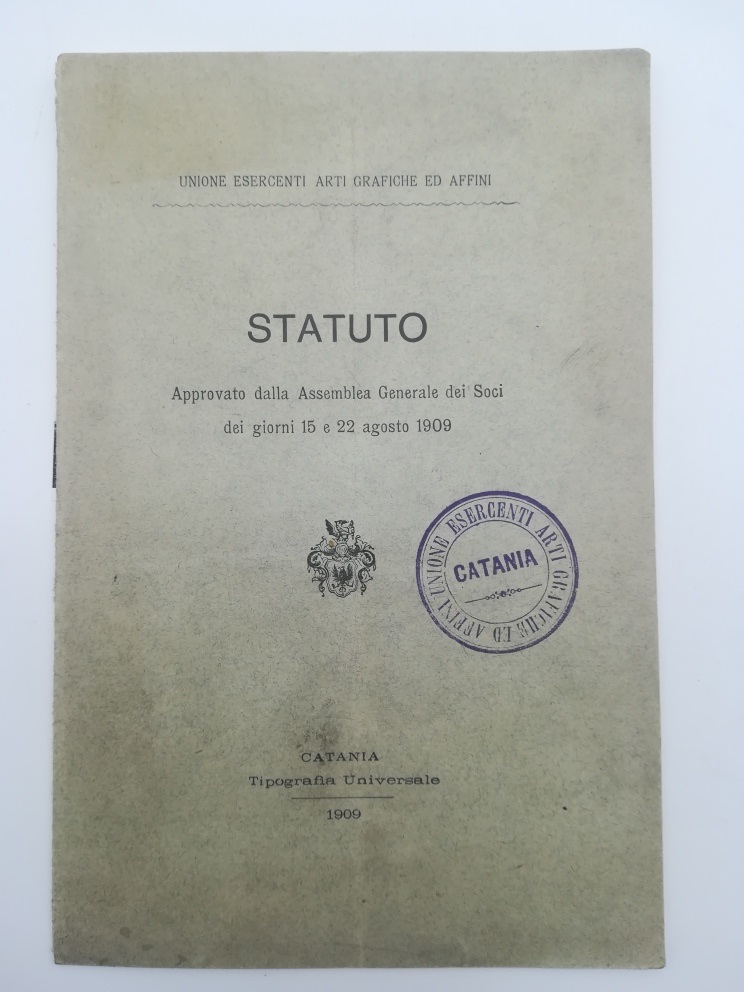 UNIONE ESERCENTI ARTI GRAFICHE ED AFFINI
STATUTO
Approvato dalla Assemblea Generale dei Soci
dei giorni 15 e 22 agosto 1909
UNIONE ESERCENTI ARTI GRAFICHE ED AFFINI
CATANIA
CATANIA
Tipografia Universale
1909